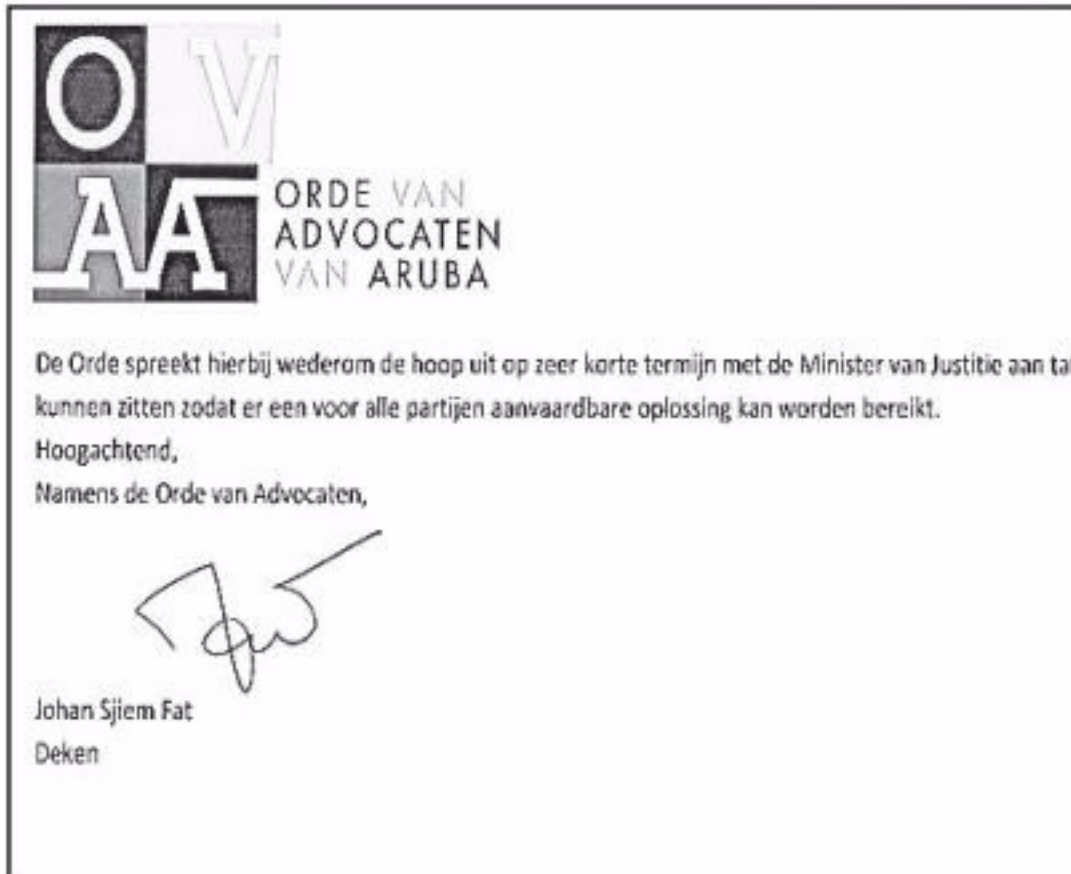 O V
A A
ORDE VAN
ADVOCATEN
VAN ARUBA
De Orde spreekt hierbij wederom de hoop uit op zeer korte termijn met de Minister van Justitie aan
kunnen zitten zodat er een voor alle partijen aanvaardbare oplossing kan worden bereikt.
Hoogachtend,
Namens de Orde van Advocaten,
Johan Sjiem Fat
Deken